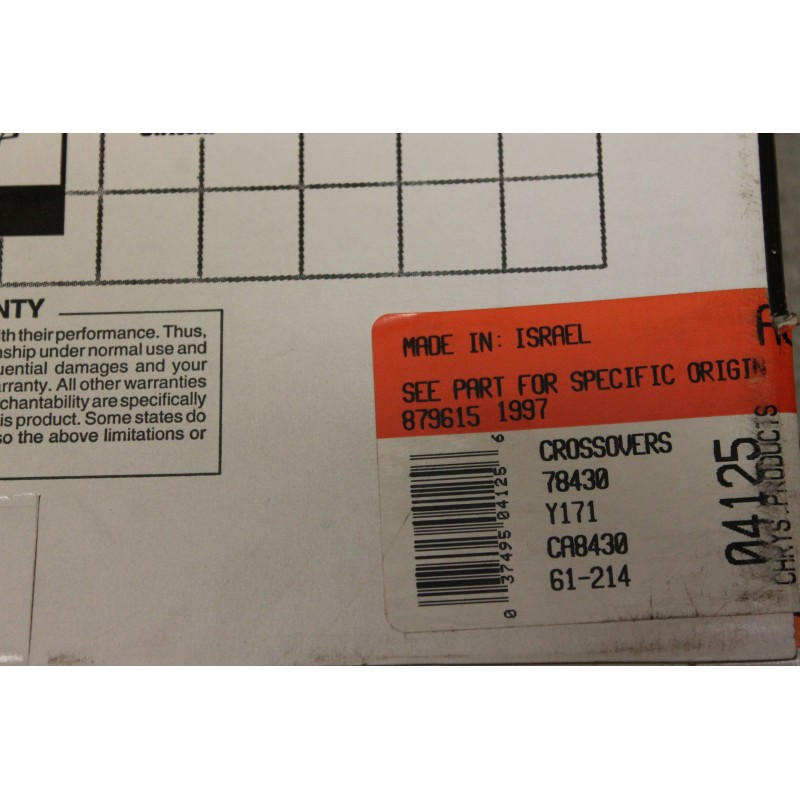 NTY
th their performance. Thus,
nship under normal use and
uential damages and your
arranty. All other warranties
chantability are specifically
is product. Some states do
so the above limitations or
MADE IN: ISRAEL
SEE PART FOR SPECIFIC ORIGIN
879615 1997
CROSSOVERS
78430
Y171
CA8430
61-214
0 37495 04125 6
04125
CHRYS.PRODUCTS